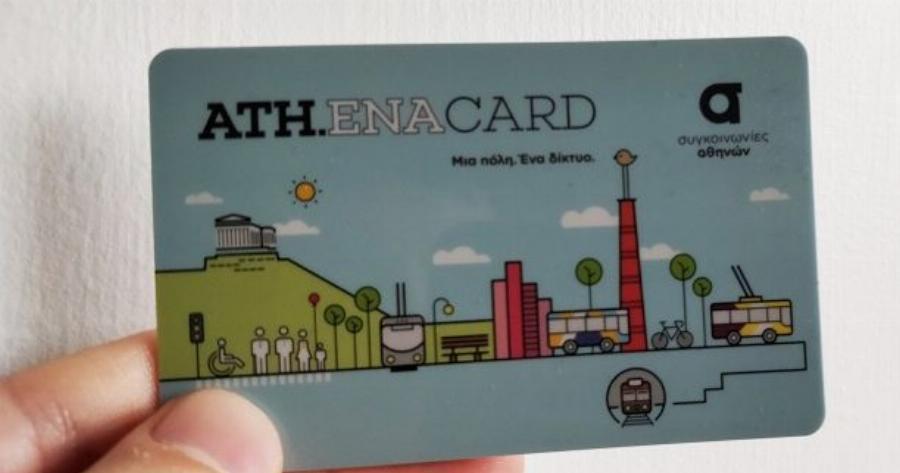 ATH.ENACARD
Μια πόλη. Ένα δίκτυο.
συγκοινωνίες
αθηνών